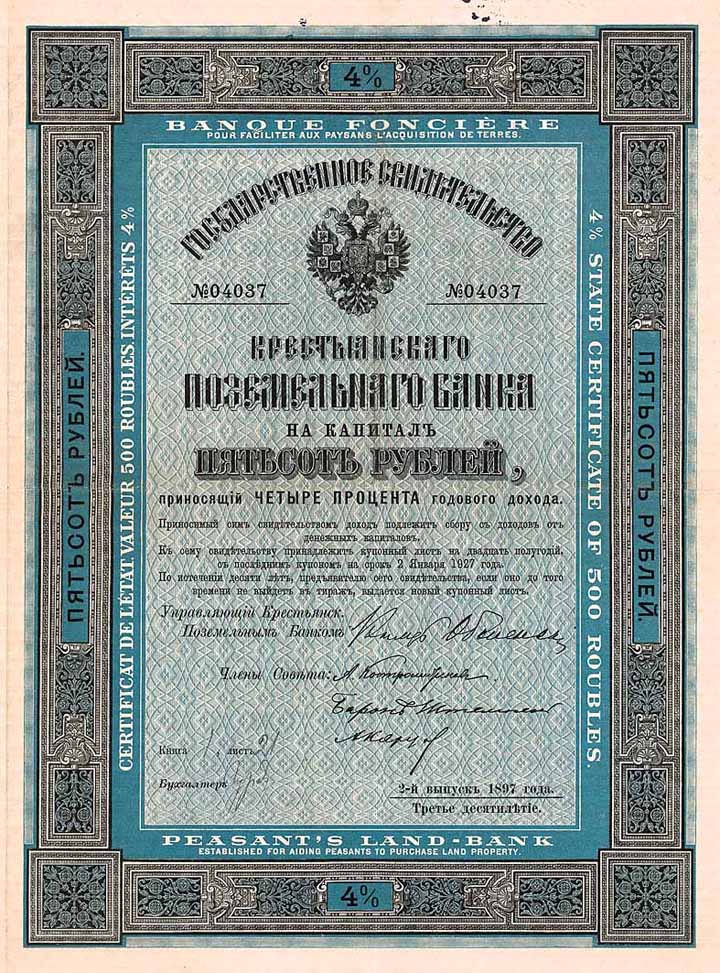 4%
BANQUE FONCIÈRE
POUR FACILITER AUX PAYSANS L'ACQUISITION DE TERRES.
ГОСУДАРСТВЕННОЕ СВИДѢТЕЛЬСТВО
№04037 №04037
КРЕСТЬЯНСКАГО
ПОЗЕМЕЛЬНАГО БАНКА
НА КАПИТАЛЪ
ПЯТЬСОТЪ РУБЛЕЙ,
приносящій ЧЕТЫРЕ ПРОЦЕНТА годового дохода.
Приносимый симъ свидѣтельствомъ доходъ подлежитъ сбору съ доходовъ отъ
денежныхъ капиталовъ.
Къ сему свидѣтельству принадлежитъ купонный листъ на двадцать полугодій,
съ послѣднимъ купономъ на срокъ 2 Января 1927 года.
По истеченіи десяти лѣтъ, предъявителю сего свидѣтельства, если оно до того
времени не выйдетъ въ тиражъ, выдается новый купонный листъ.
Управляющій Крестьянск.
Поземельнымъ Банкомъ
Члены Совѣта:
Баронъ
Книга 1, листъ 21
Бухгалтеръ
2-й выпускъ 1897 года.
Третье десятилѣтіе.
PEASANT'S LAND-BANK
ESTABLISHED FOR AIDING PEASANTS TO PURCHASE LAND PROPERTY.
4%
ПЯТЬСОТЪ РУБЛЕЙ.
CERTIFICAT DE L'ÉTAT VALEUR 500 ROUBLES INTÉRÊTS 4%
4% STATE CERTIFICATE OF 500 ROUBLES.
ПЯТЬСОТЪ РУБЛЕЙ.